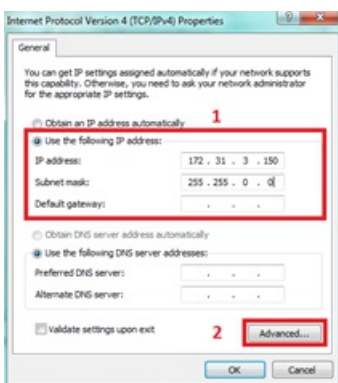 Internet Protocol Version 4 (TCP/IPv4) Properties
General
You can get IP settings assigned automatically if your network supports
this capability. Otherwise, you need to ask your network administrator
for the appropriate IP settings.
1
Obtain an IP address automatically
Use the following IP address:
IP address: 172 . 31 . 3 . 150
Subnet mask: 255 . 255 . 0 . 0
Default gateway: . . .
Obtain DNS server address automatically
Use the following DNS server addresses:
Preferred DNS server: . . .
Alternate DNS server: . . .
Validate settings upon exit
2
Advanced...
OK Cancel